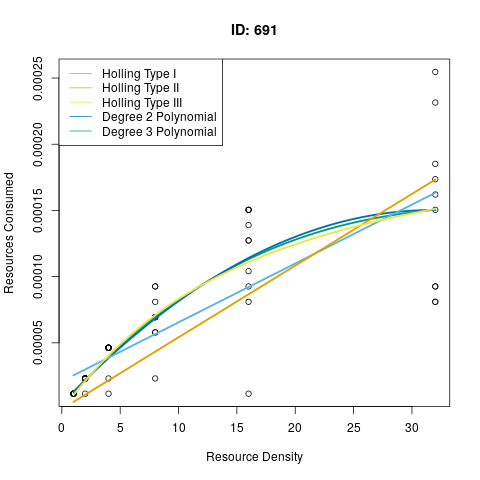 ID: 691
Holling Type I
Holling Type II
Holling Type III
Degree 2 Polynomial
Degree 3 Polynomial
Resources Consumed
0.00025
0.00020
0.00015
0.00010
0.00005
0 5 10 15 20 25 30
Resource Density